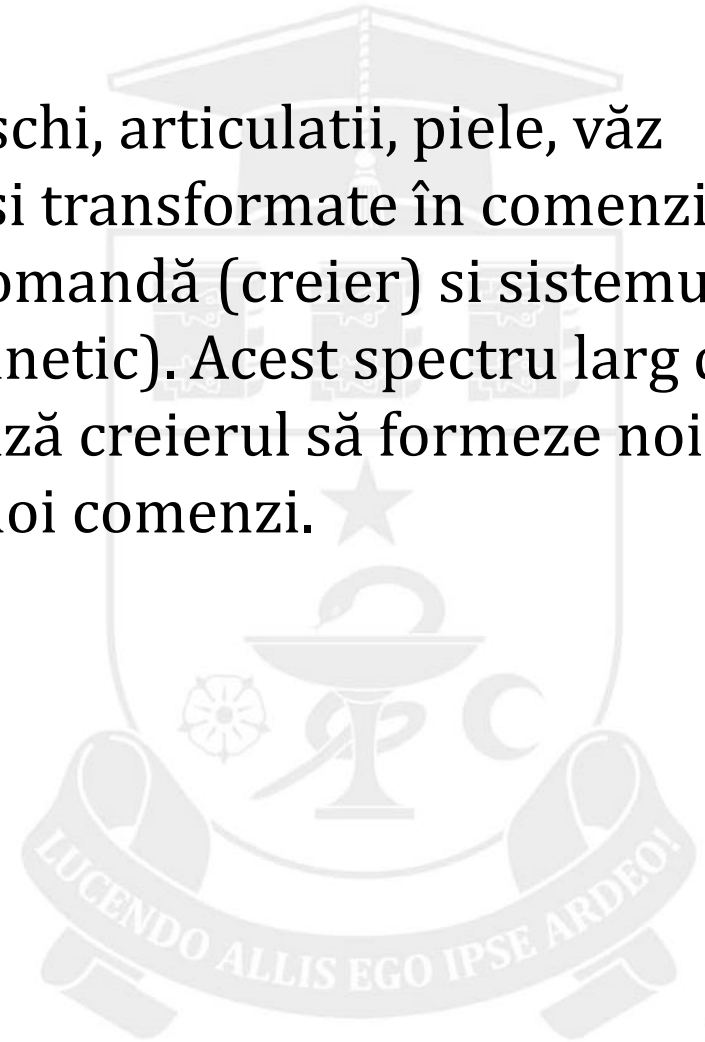 schi, articulatii, piele, văz
si transformate în comenzi
omandă (creier) si sistemu
netic). Acest spectru larg
ză creierul să formeze noi
noi comenzi.
LUCENDO ALLIS EGO IPSE ARDEO!